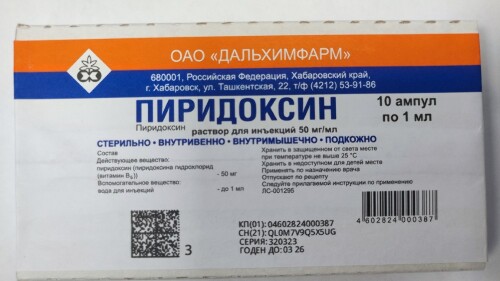 ОАО «ДАЛЬХИМФАРМ»
680001, Российская Федерация, Хабаровский край,
г. Хабаровск, ул. Ташкентская, 22, т/ф (4212) 53-91-86
ПИРИДОКСИН
10 ампул
по 1 мл
Пиридоксин
раствор для инъекций 50 мг/мл
СТЕРИЛЬНО • ВНУТРИВЕННО • ВНУТРИМЫШЕЧНО • ПОДКОЖНО
Состав
Действующее вещество:
пиридоксин (пиридоксина гидрохлорид
(витамин B₆)) - 50 мг
Вспомогательное вещество:
вода для инъекций - до 1 мл
Хранить в защищенном от света месте
при температуре не выше 25 °С
Хранить в недоступном для детей месте
Применять по назначению врача
Отпускают по рецепту
Следуйте прилагаемой инструкции по применению
ЛС-001295
КП(01): 04602824000387
СН(21): QL0M7V9Q5X5UG
СЕРИЯ: 320323
ГОДЕН ДО: 03 26
3
4 602824 000387